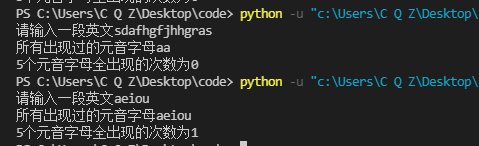 PS C:\Users\C Q Z\Desktop\code> python -u "c:\Users\C Q Z\Desktop\
请输入一段英文sdafhgfjhhgras
所有出现过的元音字母aa
5个元音字母全出现的次数为0
PS C:\Users\C Q Z\Desktop\code> python -u "c:\Users\C Q Z\Desktop\
请输入一段英文aeiou
所有出现过的元音字母aeiou
5个元音字母全出现的次数为1